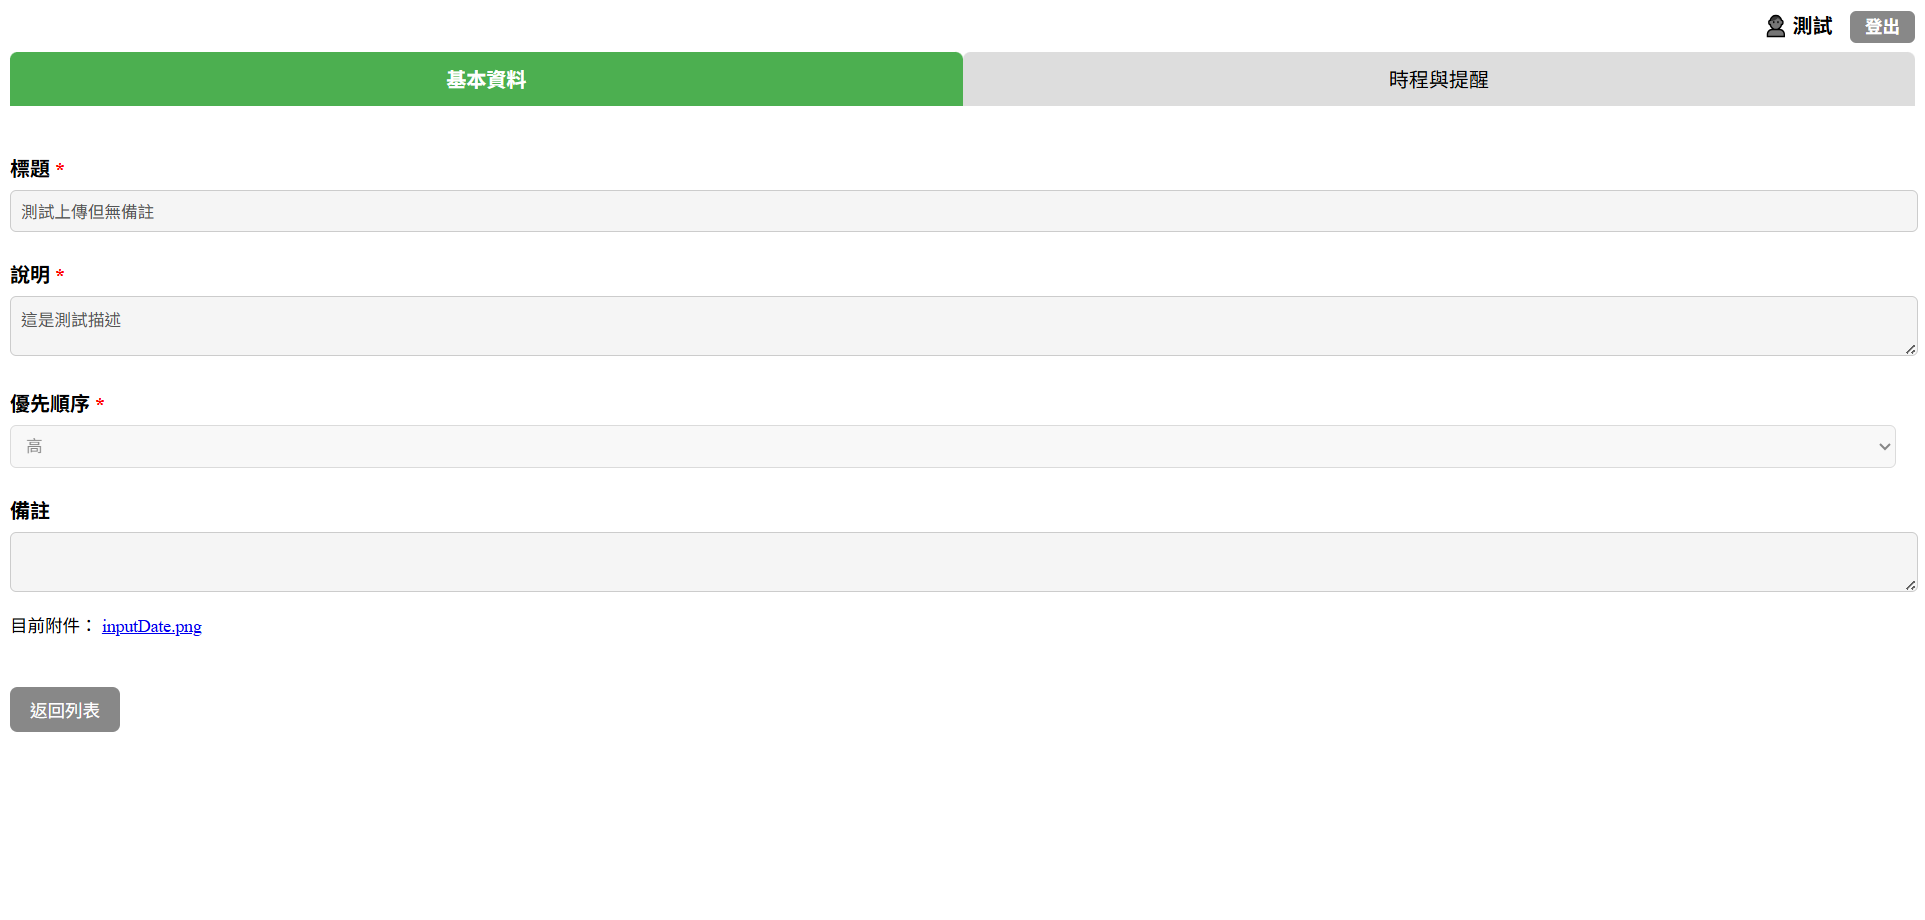 測試 登出
基本資料 時程與提醒
標題 *
測試上傳但無備註
說明 *
這是測試描述
優先順序 *
高
備註
目前附件： inputDate.png
返回列表